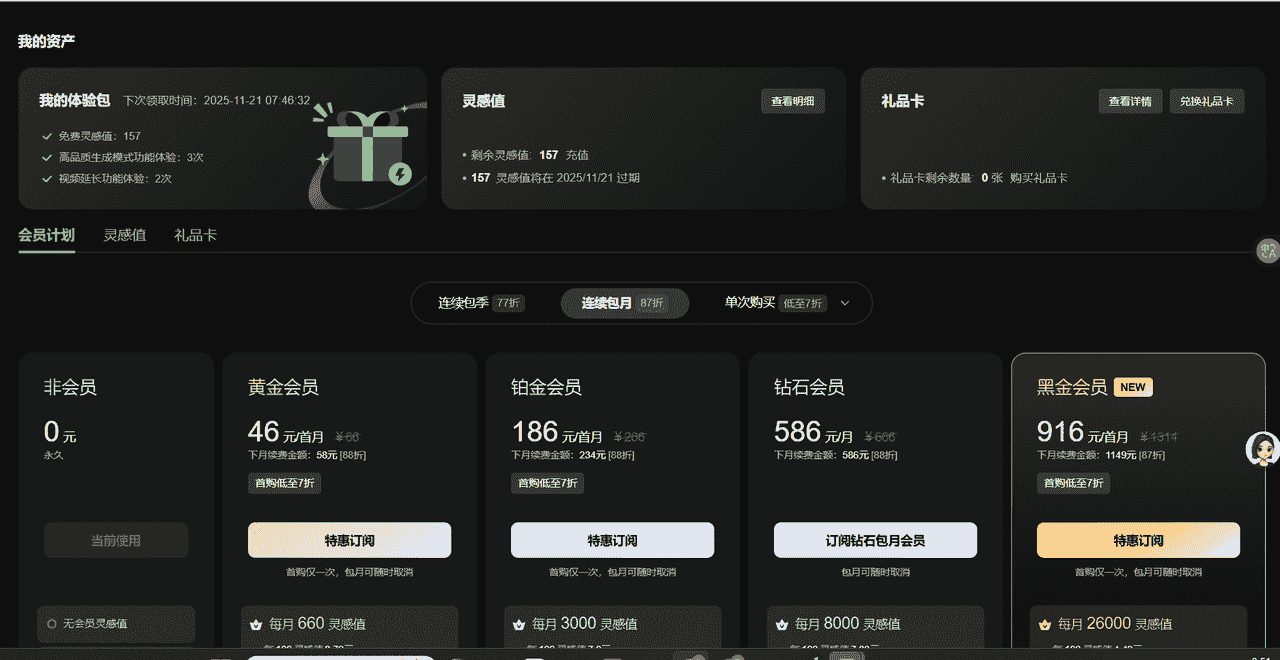 我的资产
我的体验包 下次领取时间：2025-11-21 07:46:32
免费灵感值：157
高品质生成模式功能体验：3次
视频延长功能体验：2次
灵感值 查看明细
• 剩余灵感值: 157 充值
• 157 灵感值将在 2025/11/21 过期
礼品卡 查看详情 兑换礼品卡
• 礼品卡剩余数量 0 张 购买礼品卡
会员计划 灵感值 礼品卡
连续包季 77折 连续包月 87折 单次购买 低至7折
非会员
0 元
永久
当前使用
无会员灵感值
黄金会员
46 元/首月 ￥66
下月续费金额：58元 [88折]
首购低至7折
特惠订阅
首购仅一次，包月可随时取消
每月 660 灵感值
铂金会员
186 元/首月 ￥266
下月续费金额：234元 [88折]
首购低至7折
特惠订阅
首购仅一次，包月可随时取消
每月 3000 灵感值
钻石会员
586 元/月 ￥666
下月续费金额：586元 [88折]
订阅钻石包月会员
包月可随时取消
每月 8000 灵感值
黑金会员 NEW
916 元/首月 ￥1314
下月续费金额：1149元 [87折]
首购低至7折
特惠订阅
首购仅一次，包月可随时取消
每月 26000 灵感值